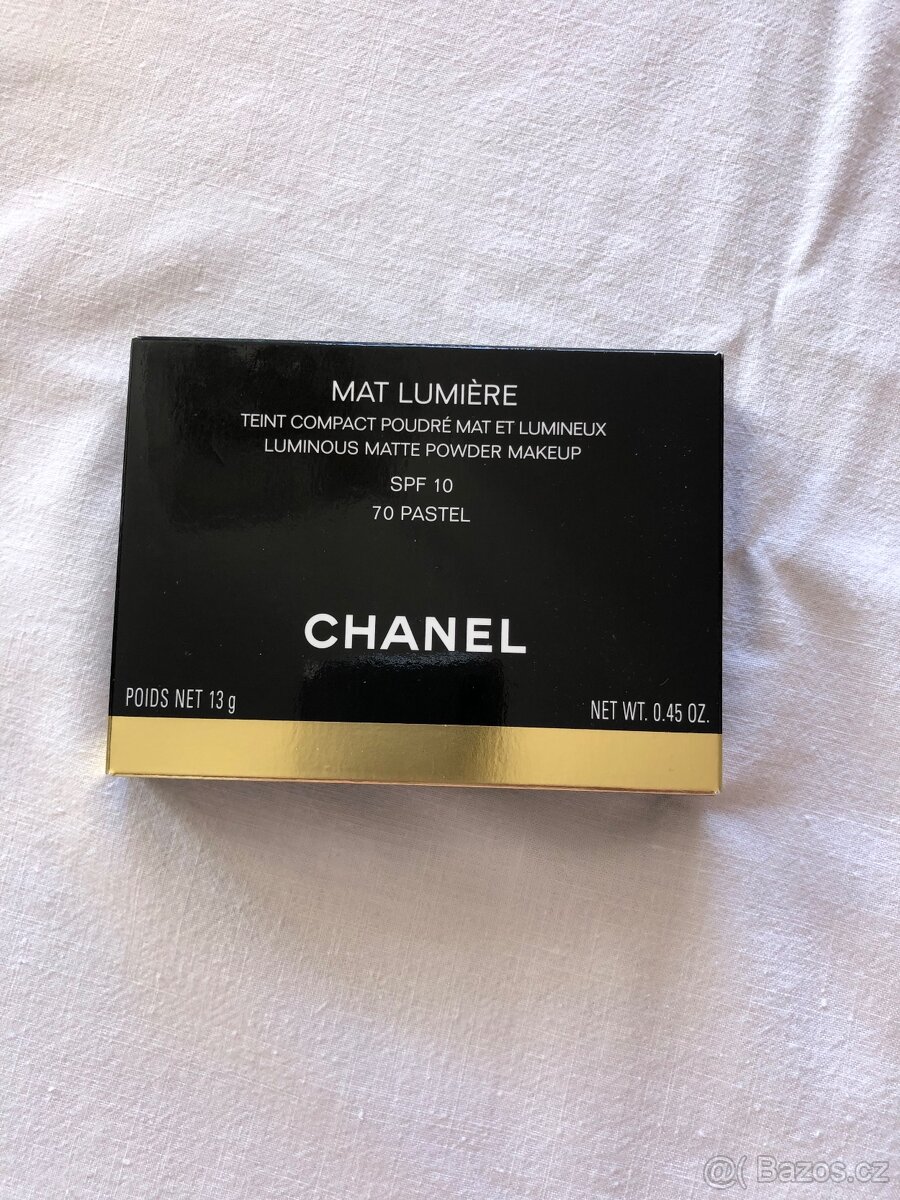 MAT LUMIÈRE
TEINT COMPACT POUDRÉ MAT ET LUMINEUX
LUMINOUS MATTE POWDER MAKEUP
SPF 10
70 PASTEL
CHANEL
POIDS NET 13 g
NET WT. 0.45 OZ.
@( Bazos.cz